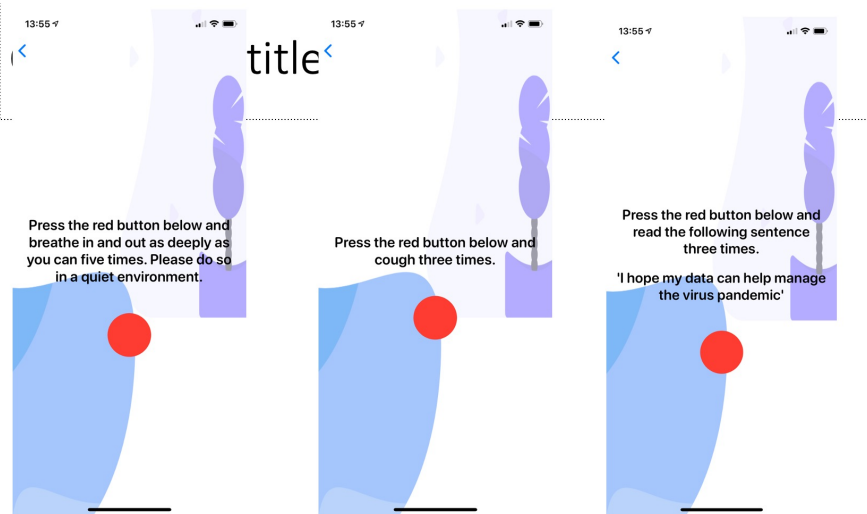 13:55
13:55
13:55
title
Press the red button below and
breathe in and out as deeply as
you can five times. Please do so
in a quiet environment.
Press the red button below and
cough three times.
Press the red button below and
read the following sentence
three times.
'I hope my data can help manage
the virus pandemic'